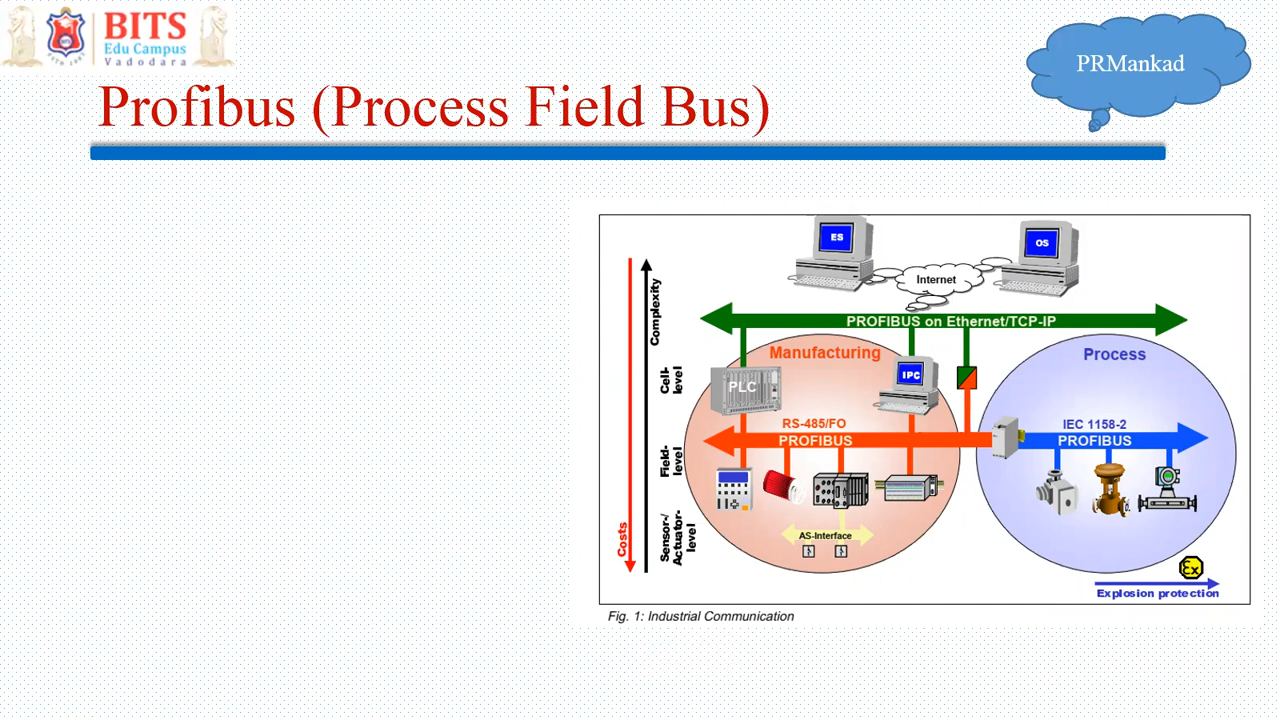 BITS
Edu Campus
Vadodara
PRMankad
Profibus (Process Field Bus)
ES
OS
Internet
PROFIBUS on Ethernet/TCP-IP
Complexity
Costs
Cell-
level
Field-
level
Sensor-/
Actuator-
level
Manufacturing
PLC
IPC
RS-485/FO
PROFIBUS
AS-Interface
Process
IEC 1158-2
PROFIBUS
Ex
Explosion protection
Fig. 1: Industrial Communication